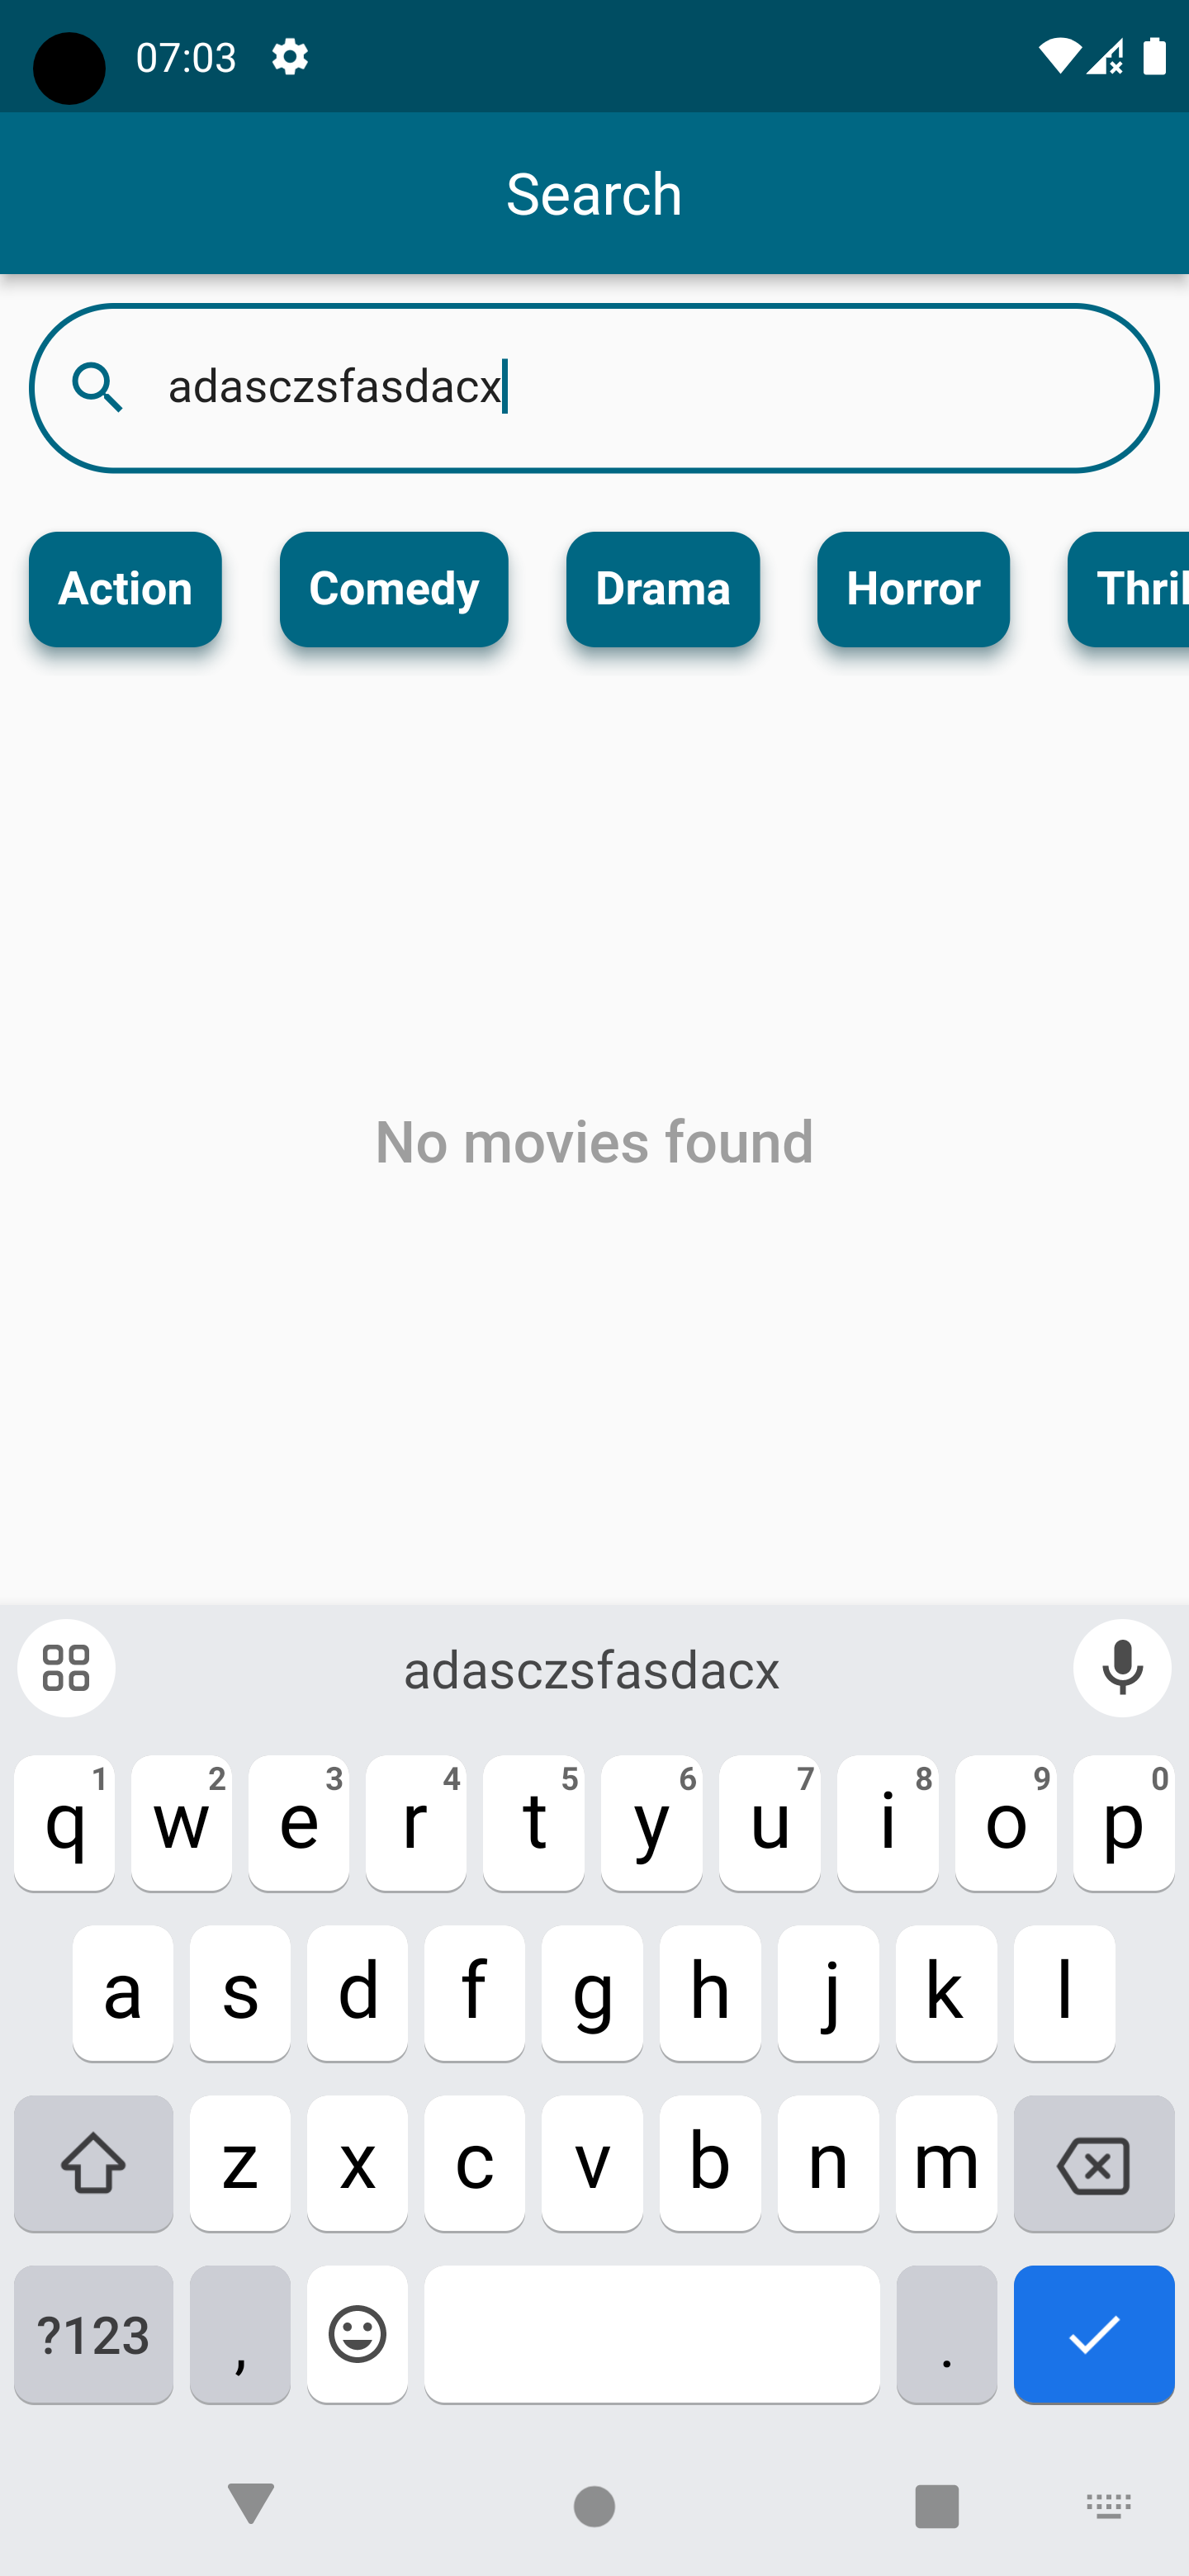 07:03
Search
adasczsfasdacx
Action Comedy Drama Horror Thril
No movies found
adasczsfasdacx
q 1 w 2 e 3 r 4 t 5 y 6 u 7 i 8 o 9 p 0
a s d f g h j k l
z x c v b n m
?123 , .